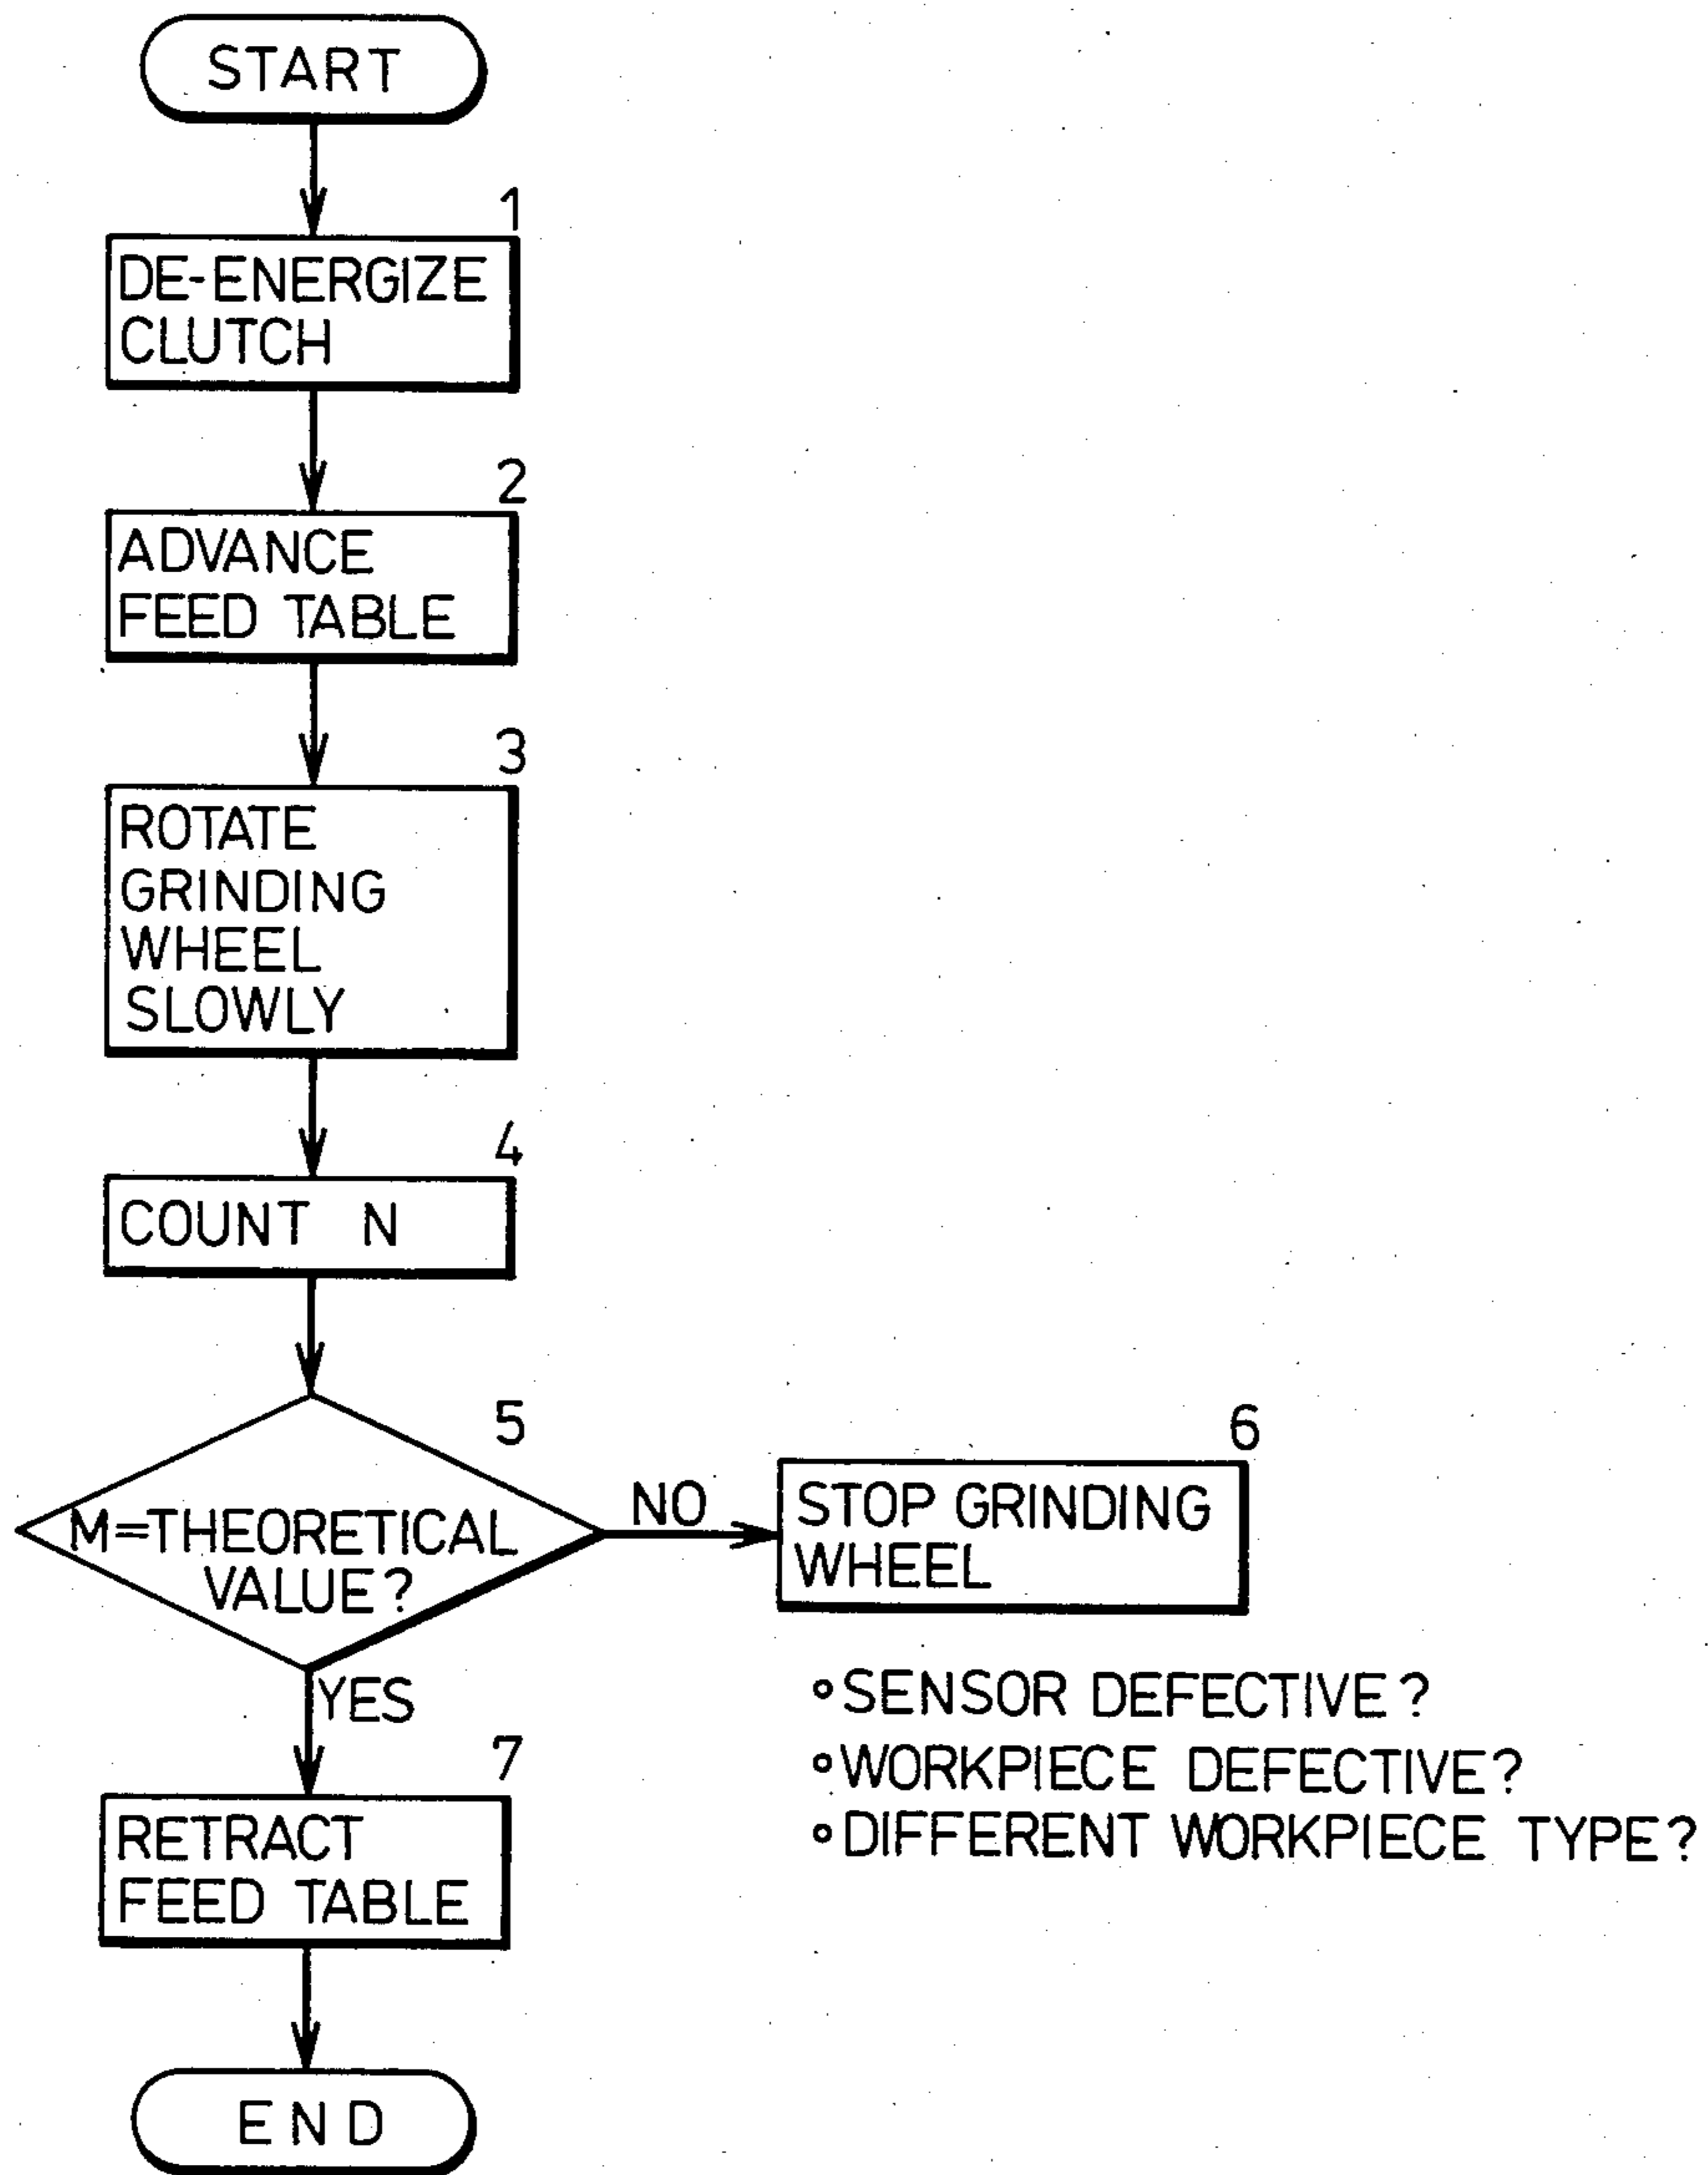 START
1
DE-ENERGIZE
CLUTCH
2
ADVANCE
FEED TABLE
3
ROTATE
GRINDING
WHEEL
SLOWLY
4
COUNT N
5
M=THEORETICAL
VALUE?
NO
6
STOP GRINDING
WHEEL
YES
∘SENSOR DEFECTIVE?
∘WORKPIECE DEFECTIVE?
∘DIFFERENT WORKPIECE TYPE?
7
RETRACT
FEED TABLE
END